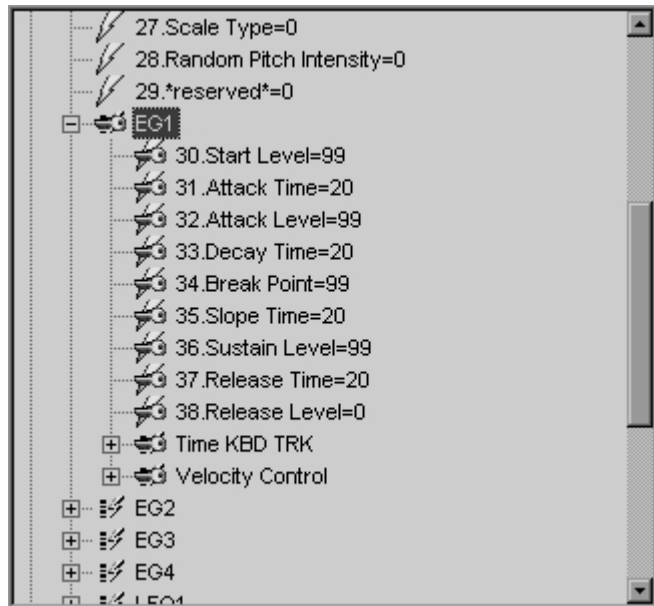 27.Scale Type=0
28.Random Pitch Intensity=0
29.*reserved*=0
EG1
30.Start Level=99
31.Attack Time=20
32.Attack Level=99
33.Decay Time=20
34.Break Point=99
35.Slope Time=20
36.Sustain Level=99
37.Release Time=20
38.Release Level=0
Time KBD TRK
Velocity Control
EG2
EG3
EG4